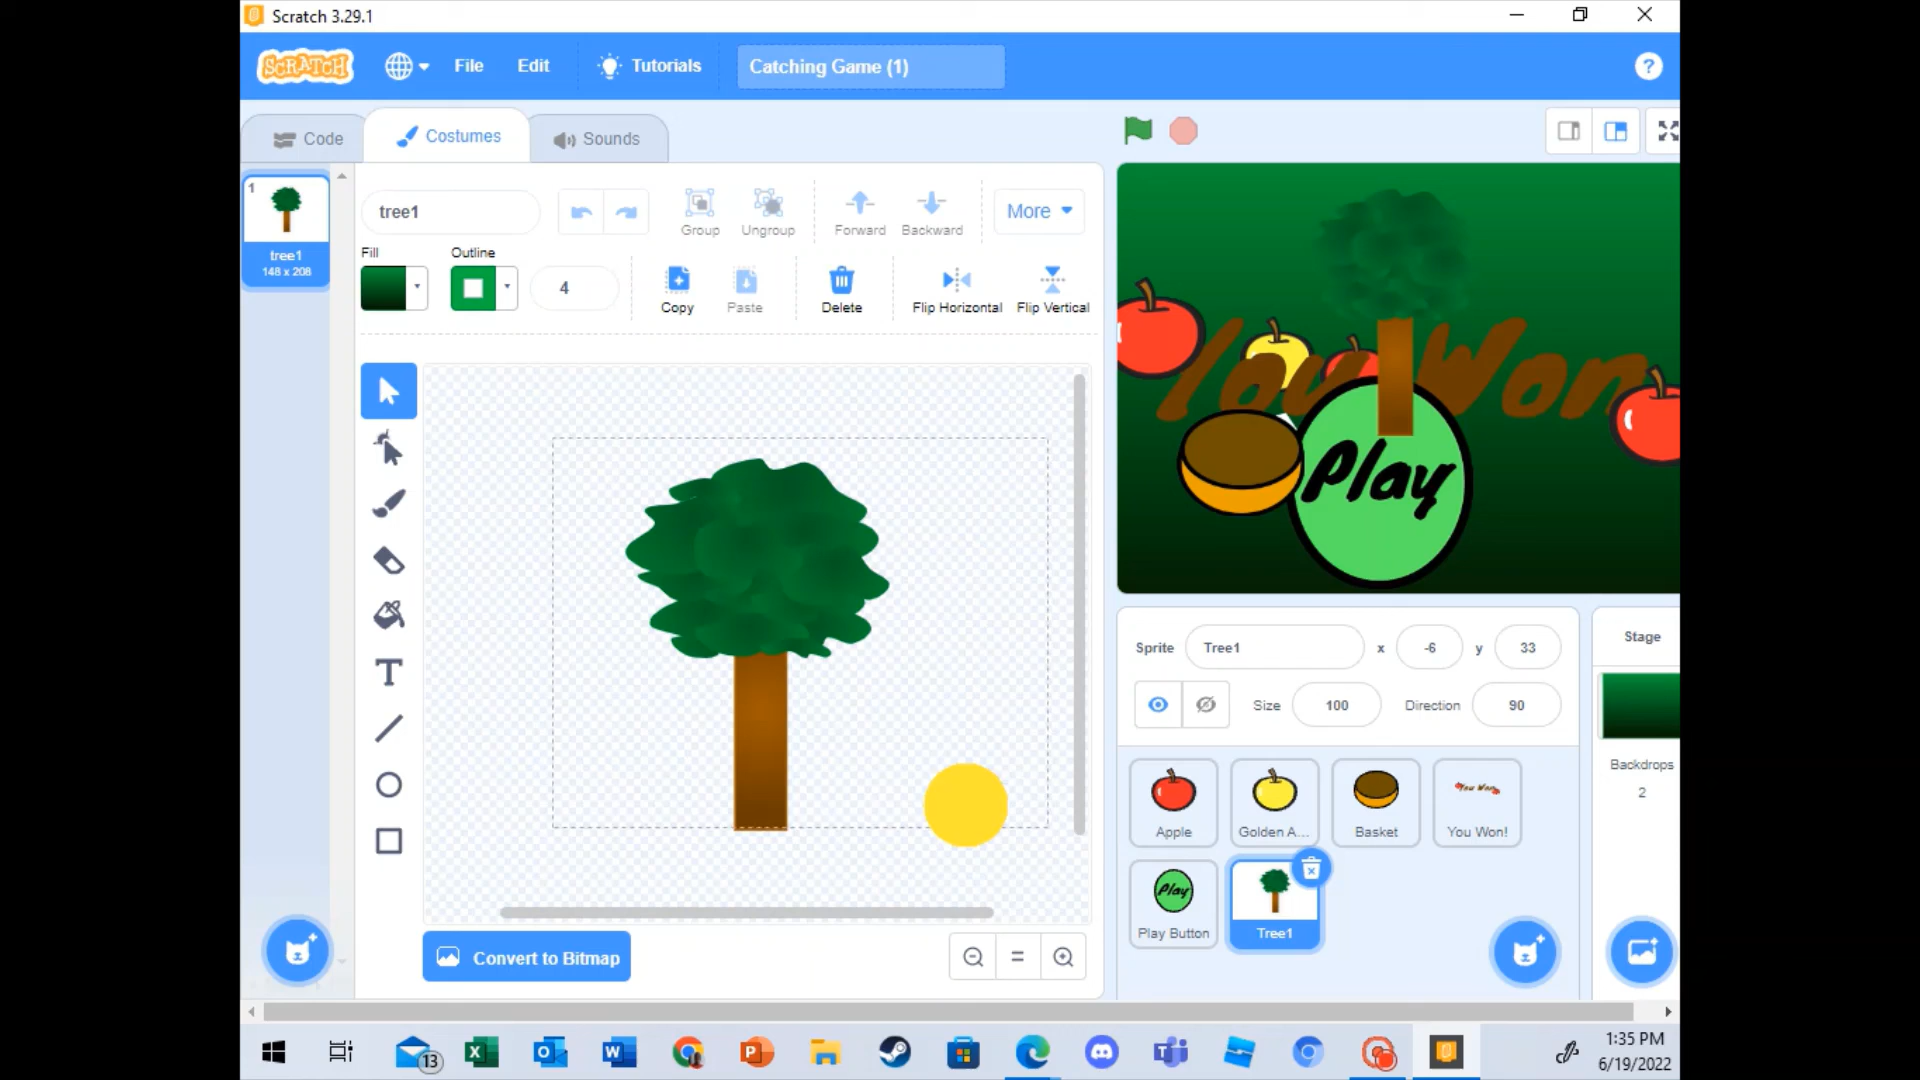 Scratch 3.29.1
SCRATCH
File
Edit
Tutorials
Catching Game (1)
?
Code
Costumes
Sounds
1
tree1
148 x 208
tree1
Group
Ungroup
Forward
Backward
More
Fill
Outline
4
Copy
Paste
Delete
Flip Horizontal
Flip Vertical
T
Convert to Bitmap
=
You Won
Play
Sprite
Tree1
x
-6
y
33
Size
100
Direction
90
Stage
Backdrops
2
Apple
Golden A...
Basket
You Won!
You Won
Play
Play Button
Tree1
13
1:35 PM
6/19/2022